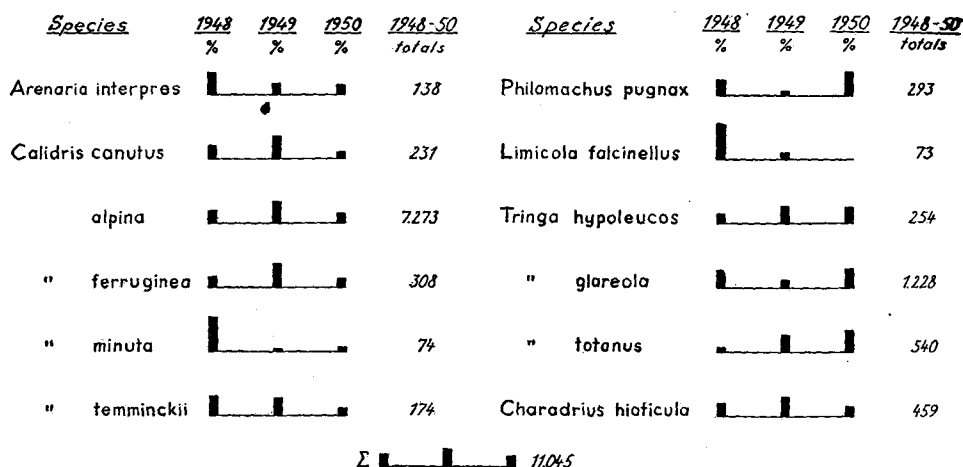 Species 1948 1949 1950 1948-50
% % % totals
Arenaria interpres 138
Calidris canutus 231
alpina 7.273
" ferruginea 308
" minuta 74
" temminckii 174
Species 1948 1949 1950 1948-50
% % % totals
Philomachus pugnax 293
Limicola falcinellus 73
Tringa hypoleucos 254
" glareola 1.228
" totanus 540
Charadrius hiaticula 459
Σ 11.045